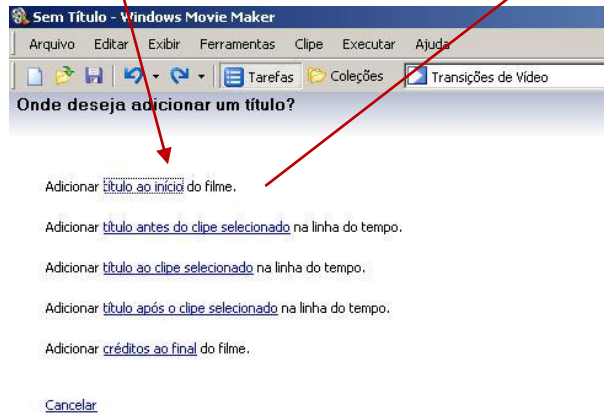 Sem Título - Windows Movie Maker
Arquivo Editar Exibir Ferramentas Clipe Executar Ajuda
Tarefas Coleções Transições de Vídeo
Onde deseja adicionar um título?
Adicionar título ao início do filme.
Adicionar título antes do clipe selecionado na linha do tempo.
Adicionar título ao clipe selecionado na linha do tempo.
Adicionar título após o clipe selecionado na linha do tempo.
Adicionar créditos ao final do filme.
Cancelar